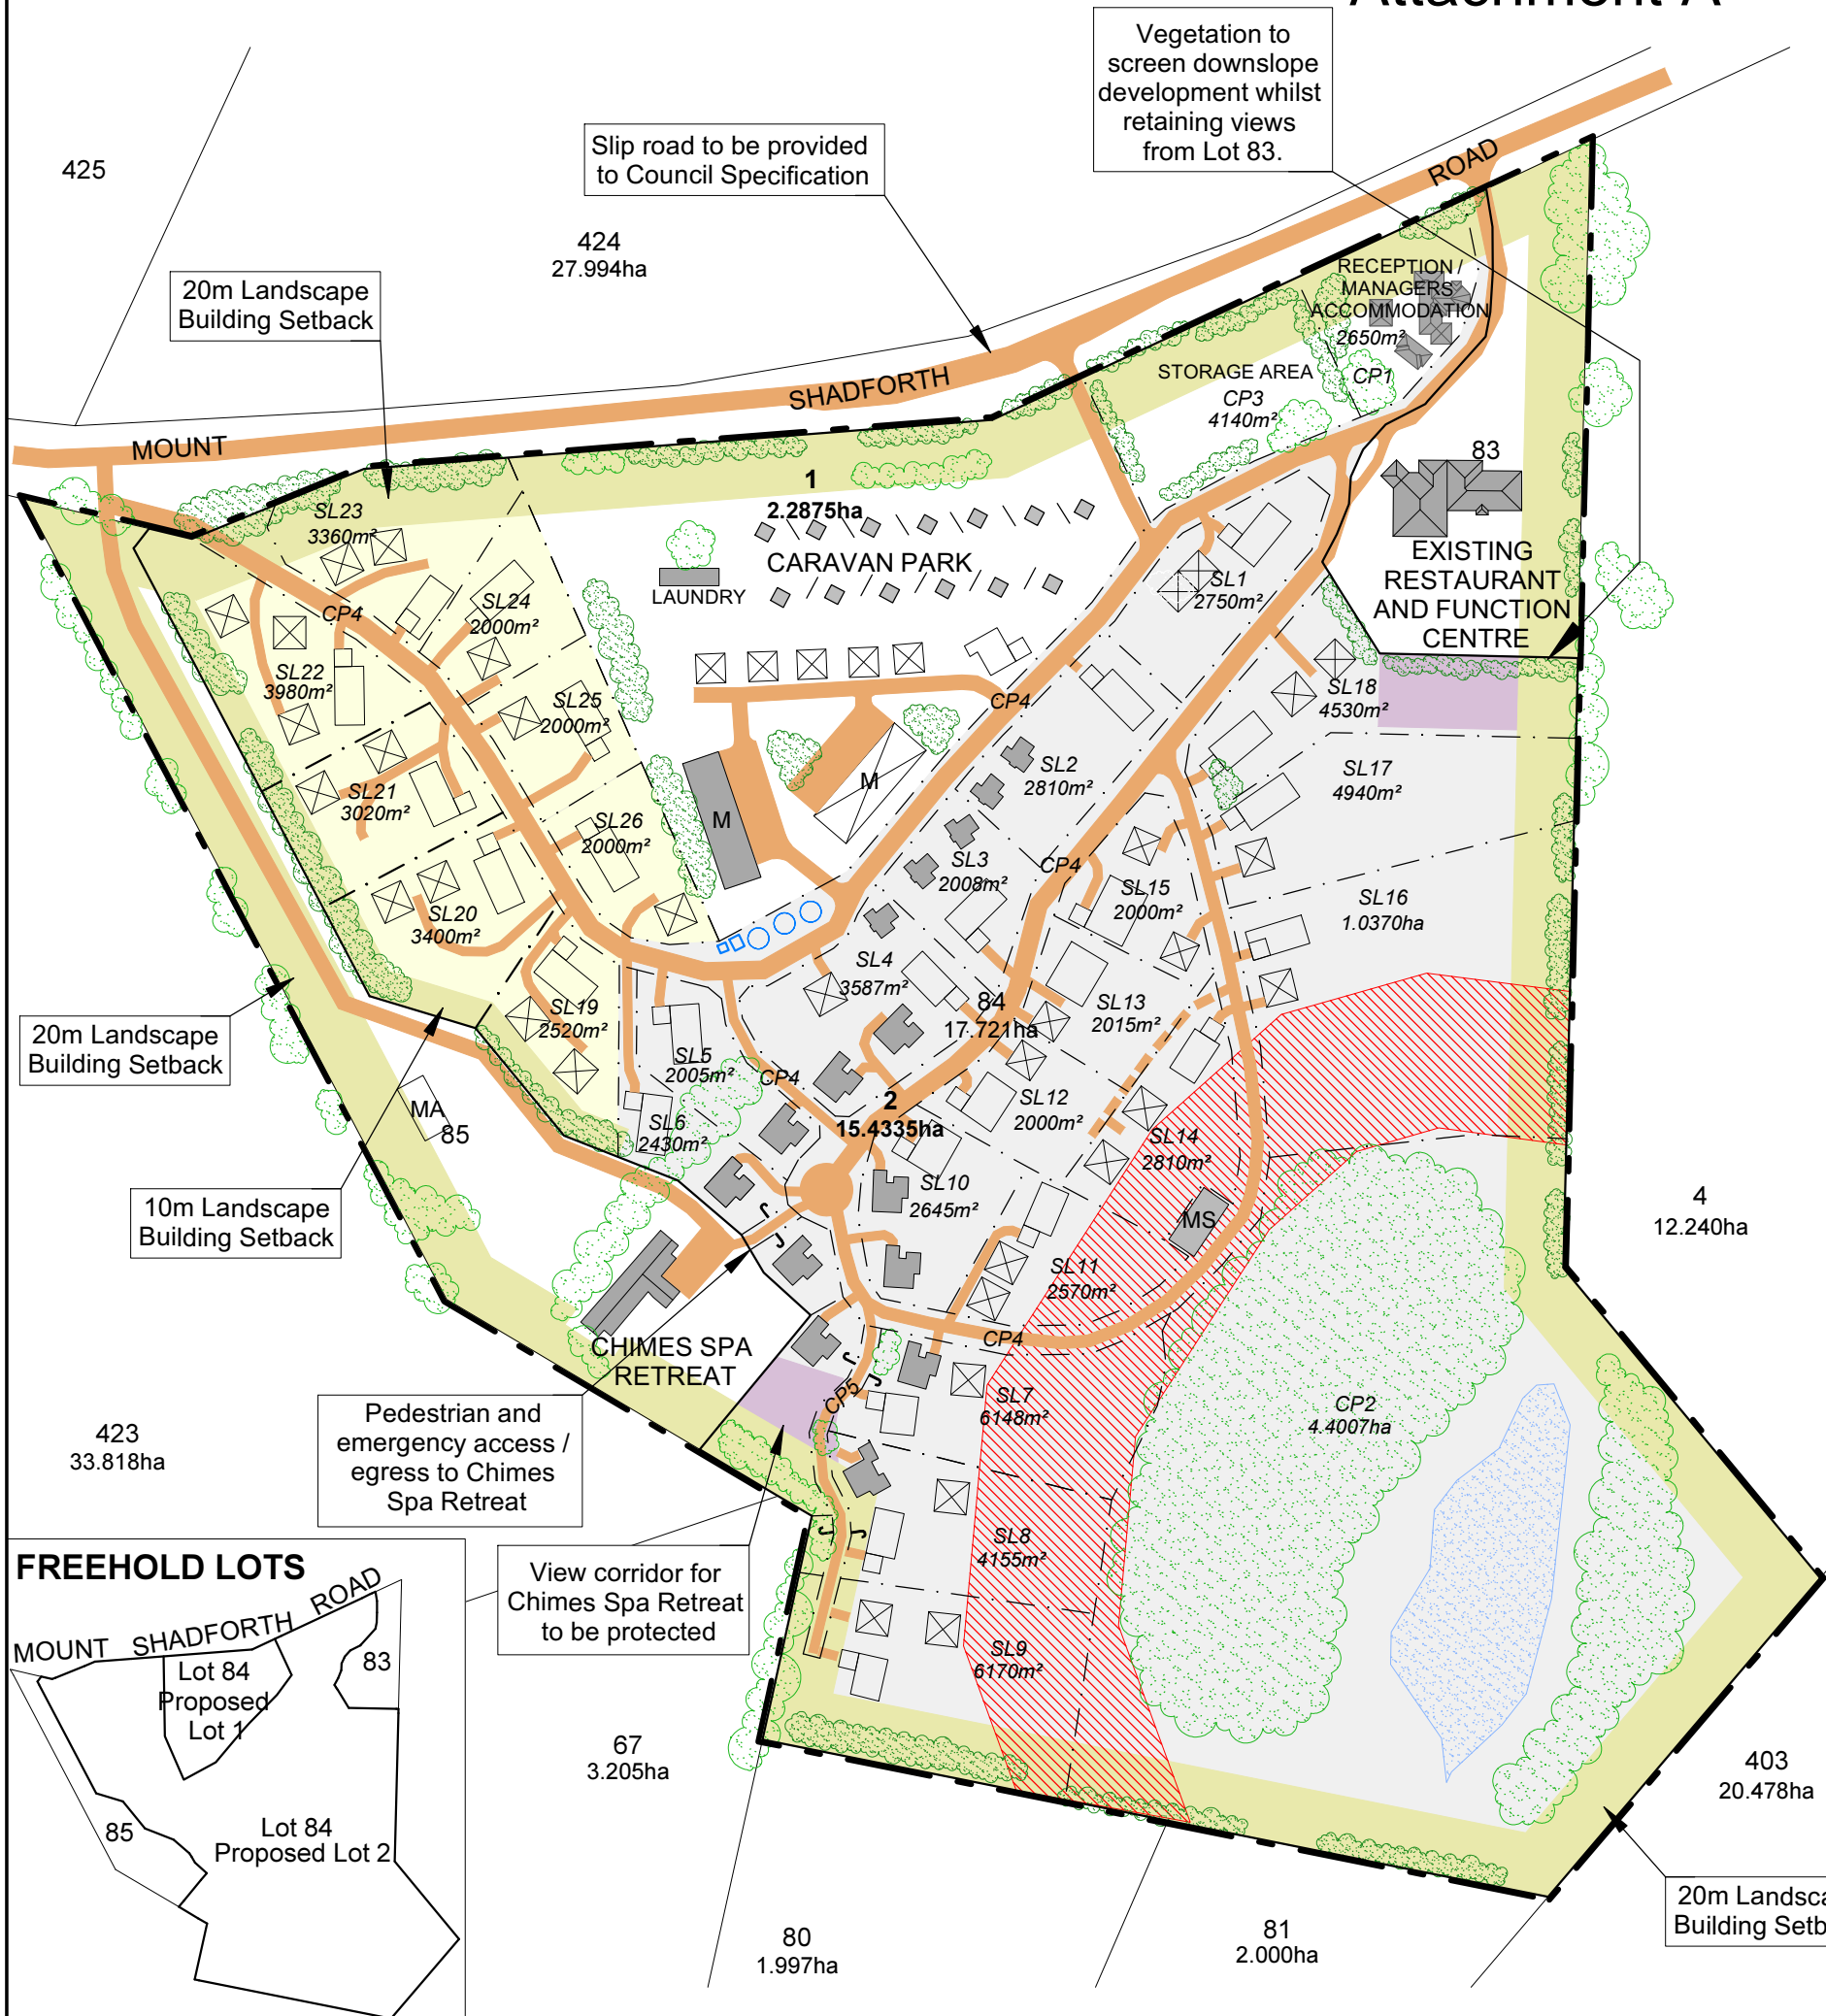 Attachment A
Vegetation to
screen downslope
development whilst
retaining views
from Lot 83.
Slip road to be provided
to Council Specification
425
424
27.994ha
20m Landscape
Building Setback
ROAD
SHADFORTH
MOUNT
RECEPTION /
MANAGERS
ACCOMMODATION
2650m²
CP1
STORAGE AREA
CP3
4140m²
83
EXISTING
RESTAURANT
AND FUNCTION
CENTRE
1
2.2875ha
CARAVAN PARK
LAUNDRY
SL23
3360m²
CP4
SL24
2000m²
SL22
3980m²
SL25
2000m²
SL21
3020m²
SL26
2000m²
SL20
3400m²
SL19
2520m²
SL1
2750m²
CP4
SL18
4530m²
SL2
2810m²
SL17
4940m²
M
M
SL3
2008m²
CP4
SL15
2000m²
SL16
1.0370ha
SL4
3587m²
84
17.721ha
SL13
2015m²
SL5
2005m²
CP4
SL6
2430m²
2
15.4335ha
SL12
2000m²
SL14
2810m²
SL10
2645m²
MS
SL11
2570m²
CP4
20m Landscape
Building Setback
MA
85
10m Landscape
Building Setback
4
12.240ha
CHIMES SPA
RETREAT
CP5
SL7
6148m²
CP2
4.4007ha
423
33.818ha
Pedestrian and
emergency access /
egress to Chimes
Spa Retreat
SL8
4155m²
View corridor for
Chimes Spa Retreat
to be protected
SL9
6170m²
67
3.205ha
403
20.478ha
20m Landsca
Building Setb
80
1.997ha
81
2.000ha
FREEHOLD LOTS
MOUNT SHADFORTH ROAD
Lot 84
Proposed
Lot 1
83
85
Lot 84
Proposed Lot 2